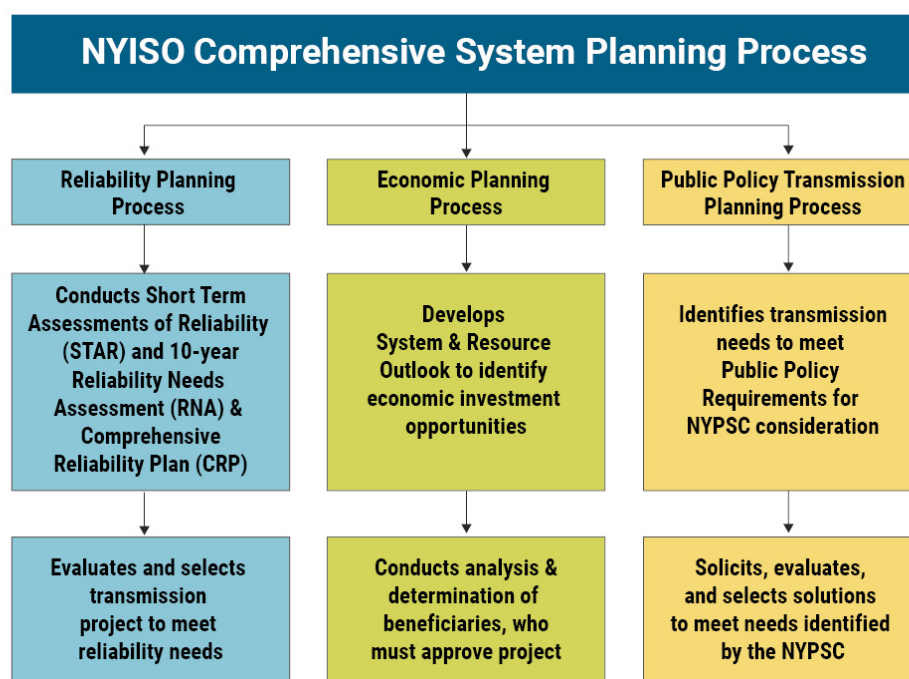 NYISO Comprehensive System Planning Process
Reliability Planning
Process
Conducts Short Term
Assessments of Reliability
(STAR) and 10-year
Reliability Needs
Assessment (RNA) &
Comprehensive
Reliability Plan (CRP)
Evaluates and selects
transmission
project to meet
reliability needs
Economic Planning
Process
Develops
System & Resource
Outlook to identify
economic investment
opportunities
Conducts analysis &
determination of
beneficiaries, who
must approve project
Public Policy Transmission
Planning Process
Identifies transmission
needs to meet
Public Policy
Requirements for
NYPSC consideration
Solicits, evaluates,
and selects solutions
to meet needs identified
by the NYPSC